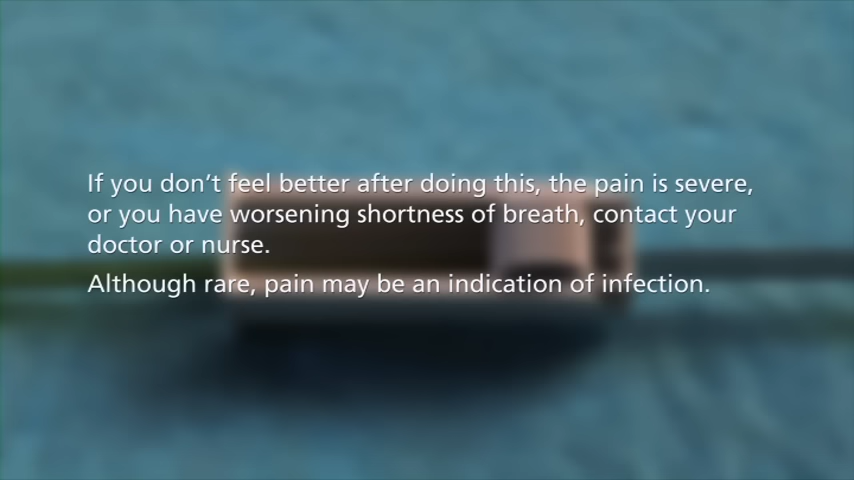 If you don't feel better after doing this, the pain is severe,
or you have worsening shortness of breath, contact your
doctor or nurse.
Although rare, pain may be an indication of infection.